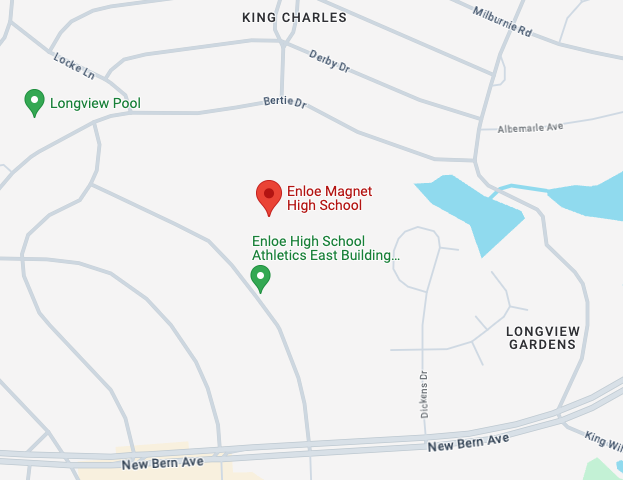 KING CHARLES
Milburnie Rd
Locke Ln
Derby Dr
Longview Pool
Bertie Dr
Albemarle Ave
Enloe Magnet
High School
Enloe High School
Athletics East Building...
LONGVIEW
GARDENS
Dickens Dr
New Bern Ave
New Bern Ave
King Wil